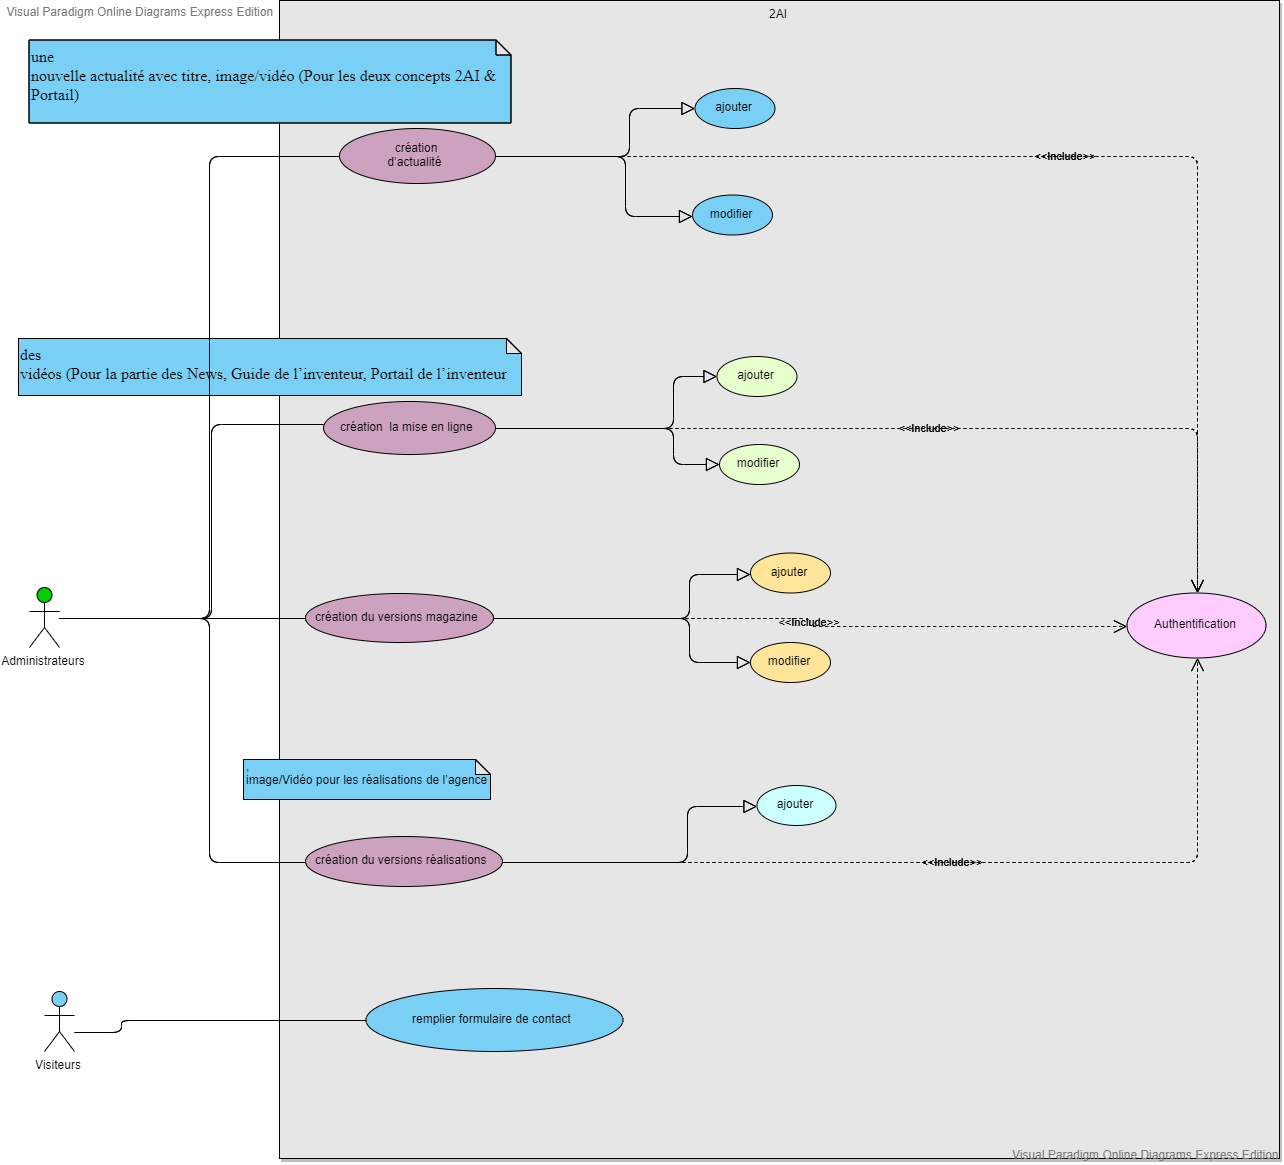 Visual Paradigm Online Diagrams Express Edition
2AI
une
nouvelle actualité avec titre, image/vidéo (Pour les deux concepts 2AI &
Portail)
ajouter
création
d'actualité
<<Include>>
modifier
des
vidéos (Pour la partie des News, Guide de l'inventeur, Portail de l'inventeur
ajouter
création la mise en ligne
<<Include>>
modifier
ajouter
création du versions magazine
<<Include>>
Authentification
Administrateurs
modifier
,
image/Vidéo pour les réalisations de l'agence
ajouter
création du versions réalisations
<<Include>>
remplier formulaire de contact
Visiteurs
Visual Paradigm Online Diagrams Express Edition